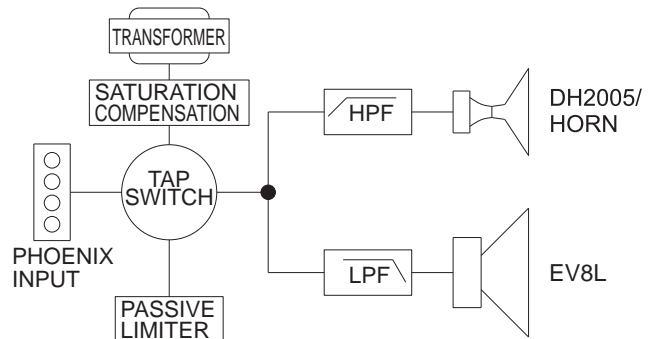 TRANSFORMER
SATURATION
COMPENSATION
TAP
SWITCH
PHOENIX
INPUT
PASSIVE
LIMITER
HPF
DH2005/
HORN
LPF
EV8L